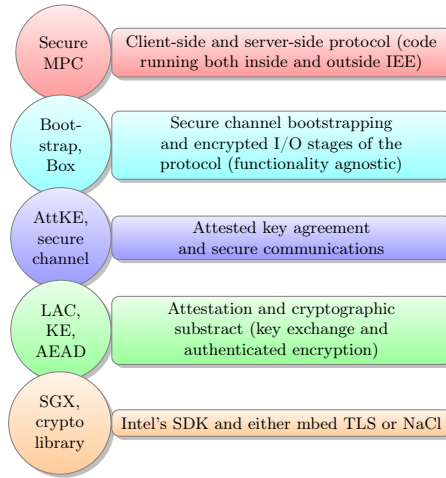 Secure
MPC
Client-side and server-side protocol (code
running both inside and outside IEE)
Boot-
strap,
Box
Secure channel bootstrapping
and encrypted I/O stages of the
protocol (functionality agnostic)
AttKE,
secure
channel
Attested key agreement
and secure communications
LAC,
KE,
AEAD
Attestation and cryptographic
substract (key exchange and
authenticated encryption)
SGX,
crypto
library
Intel's SDK and either mbed TLS or NaCl